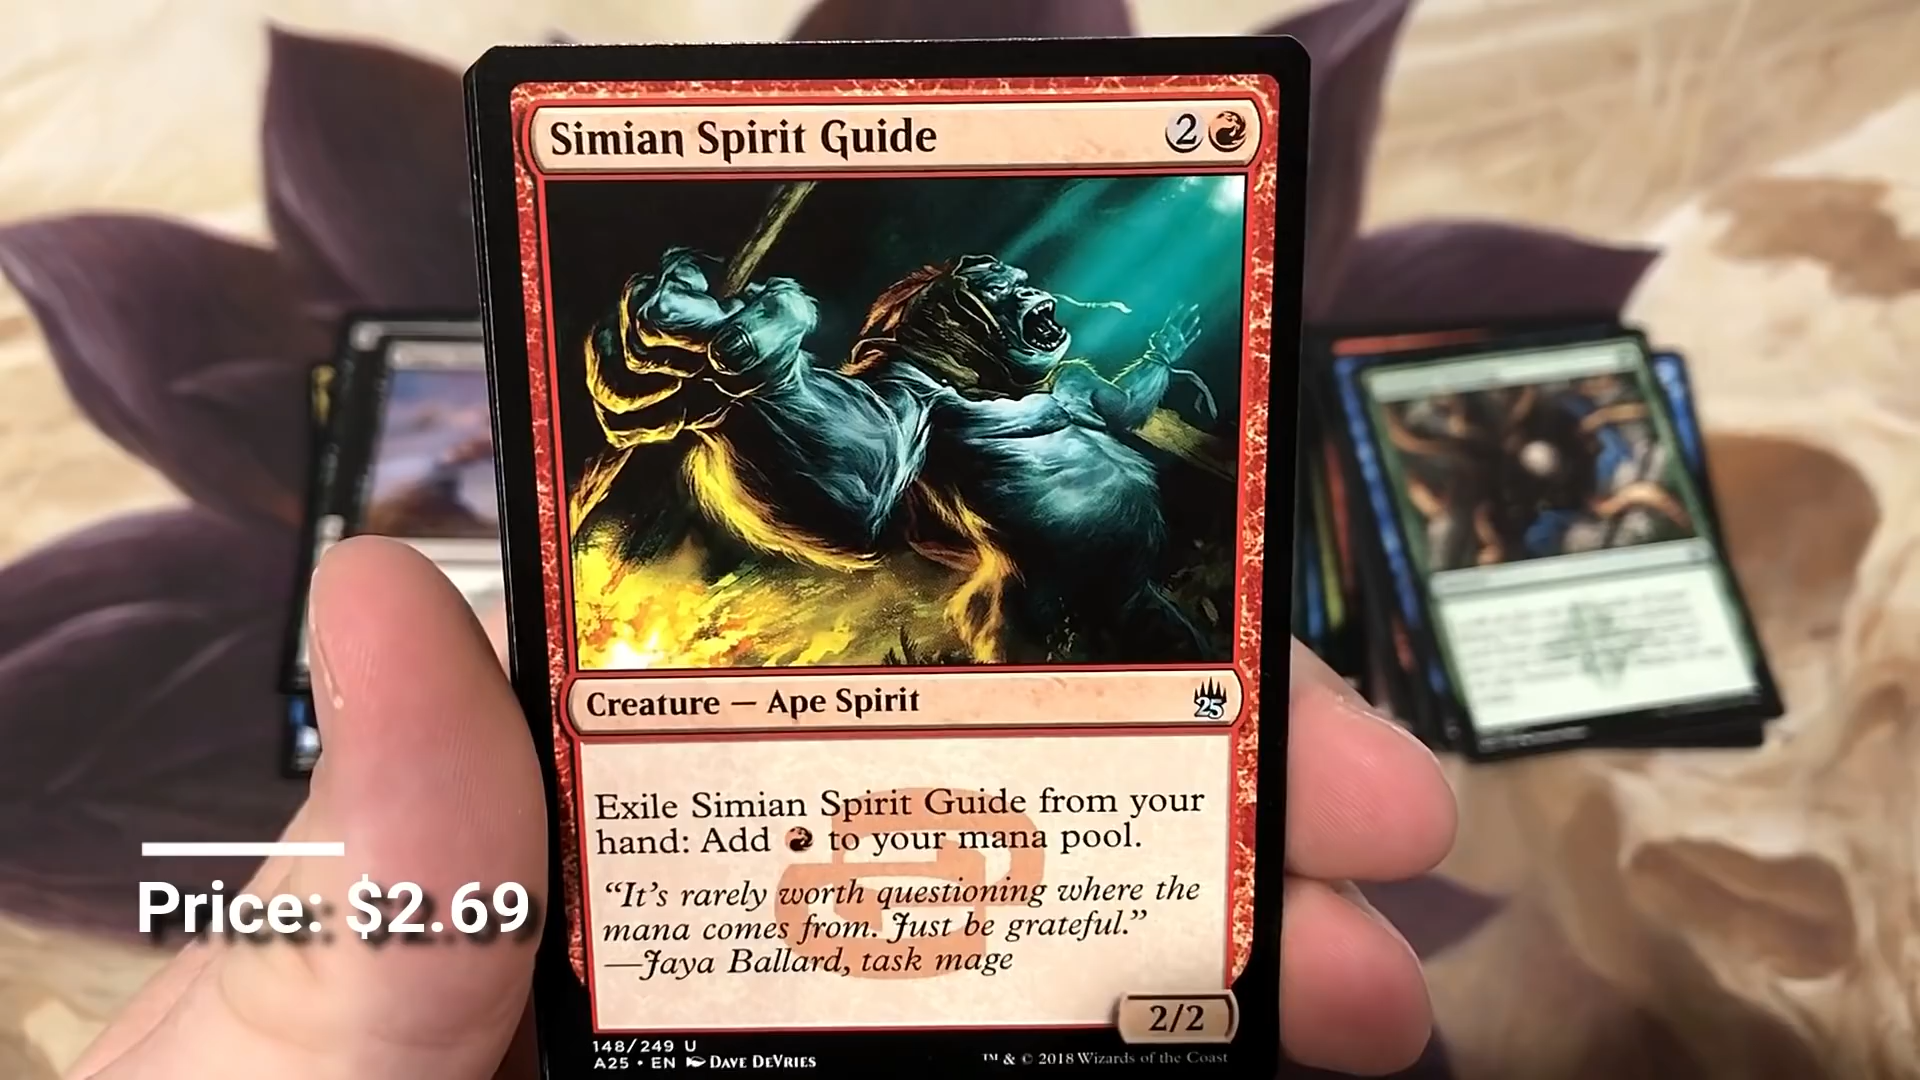 Simian Spirit Guide 2
Creature — Ape Spirit
25
Exile Simian Spirit Guide from your
hand: Add to your mana pool.
“It’s rarely worth questioning where the
mana comes from. Just be grateful.”
—Jaya Ballard, task mage
2/2
148/249 U
A25 • EN DAVE DEVRIES
™ & © 2018 Wizards of the Coast
Price: $2.69